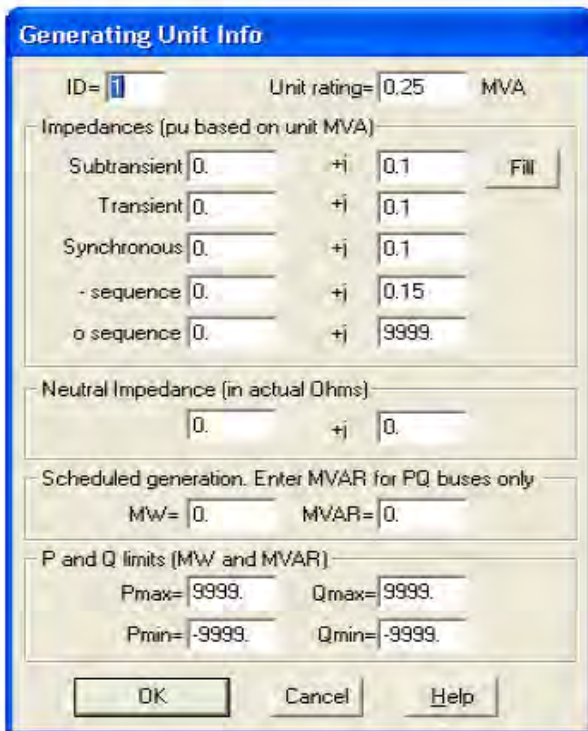 Generating Unit Info
ID= 1 Unit rating= 0.25 MVA
Impedances (pu based on unit MVA)
Subtransient 0. +j 0.1 Fill
Transient 0. +j 0.1
Synchronous 0. +j 0.1
- sequence 0. +j 0.15
o sequence 0. +j 9999.
Neutral Impedance (in actual Ohms)
0. +j 0.
Scheduled generation. Enter MVAR for PQ buses only
MW= 0. MVAR= 0.
P and Q limits (MW and MVAR)
Pmax= 9999. Qmax= 9999.
Pmin= -9999. Qmin= -9999.
OK Cancel Help